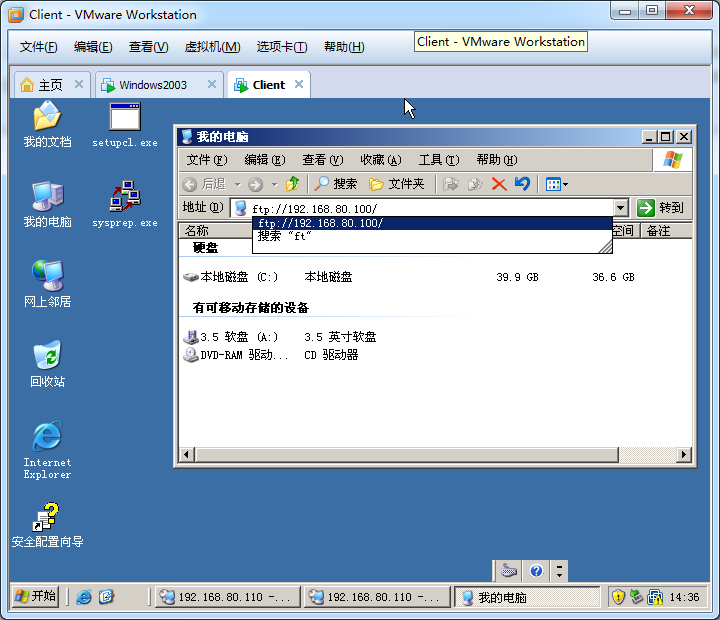 Client - VMware Workstation
文件(F) 编辑(E) 查看(V) 虚拟机(M) 选项卡(T) 帮助(H)
Client - VMware Workstation
主页 Windows2003 Client
我的文档
setupcl.exe
我的电脑
sysprep.exe
网上邻居
回收站
Internet
Explorer
安全配置向导
我的电脑
文件(F) 编辑(E) 查看(V) 收藏(A) 工具(T) 帮助(H)
后退 搜索 文件夹
地址(D) ftp://192.168.80.100/ 转到
ftp://192.168.80.100/
搜索 "ft"
名称 空间 备注
硬盘
本地磁盘 (C:) 本地磁盘 39.9 GB 36.6 GB
有可移动存储的设备
3.5 软盘 (A:) 3.5 英寸软盘
DVD-RAM 驱动... CD 驱动器
开始 192.168.80.110 -... 192.168.80.110 -... 我的电脑 14:36